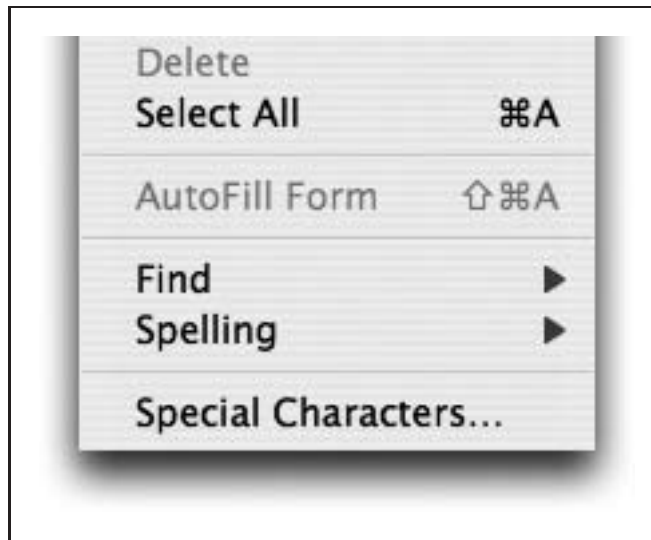 Delete
Select All ⌘A
AutoFill Form ⇧⌘A
Find ▶
Spelling ▶
Special Characters...